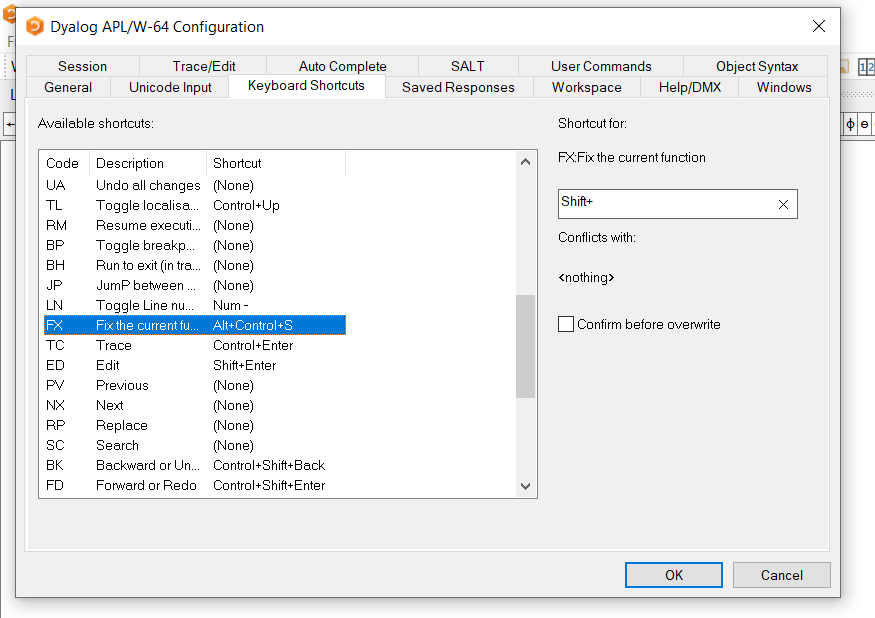 Dyalog APL/W-64 Configuration
Session Trace/Edit Auto Complete SALT User Commands Object Syntax
General Unicode Input Keyboard Shortcuts Saved Responses Workspace Help/DMX Windows
Available shortcuts:
Shortcut for:
FX:Fix the current function
Shift+
Conflicts with:
<nothing>
Confirm before overwrite
Code Description Shortcut
UA Undo all changes (None)
TL Toggle localisa... Control+Up
RM Resume executi... (None)
BP Toggle breakp... (None)
BH Run to exit (in tra... (None)
JP JumP between ... (None)
LN Toggle Line nu... Num -
FX Fix the current fu... Alt+Control+S
TC Trace Control+Enter
ED Edit Shift+Enter
PV Previous (None)
NX Next (None)
RP Replace (None)
SC Search (None)
BK Backward or Un... Control+Shift+Back
FD Forward or Redo Control+Shift+Enter
OK Cancel